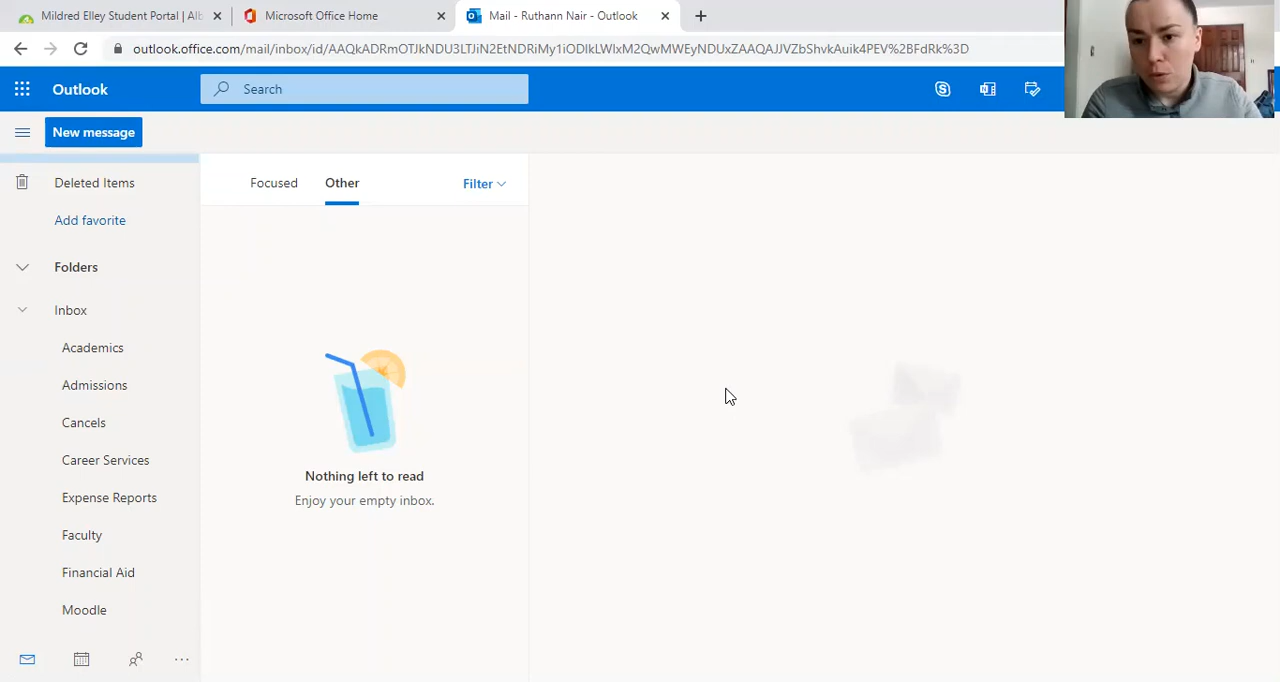 Mildred Elley Student Portal | Alb
Microsoft Office Home
Mail - Ruthann Nair - Outlook
outlook.office.com/mail/inbox/id/AAQkADRmOTJkNDU3LTJiN2EtNDRiMy1iODlkLWIxM2QwMWEyNDUxZAAQAJJVZbShvkAuik4PEV%2BFdRk%3D
Outlook
Search
New message
Deleted Items
Add favorite
Folders
Inbox
Academics
Admissions
Cancels
Career Services
Expense Reports
Faculty
Financial Aid
Moodle
Focused
Other
Filter
Nothing left to read
Enjoy your empty inbox.